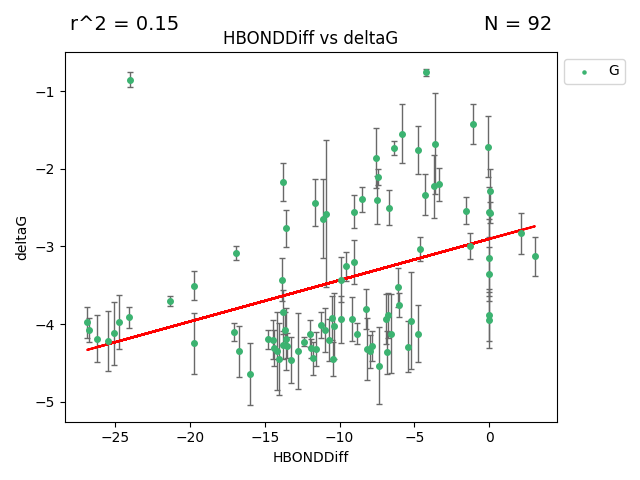 r^2 = 0.15
N = 92
HBONDDiff vs deltaG
G
−1
−2
−3
−4
−5
deltaG
−25
−20
−15
−10
−5
0
HBONDDiff